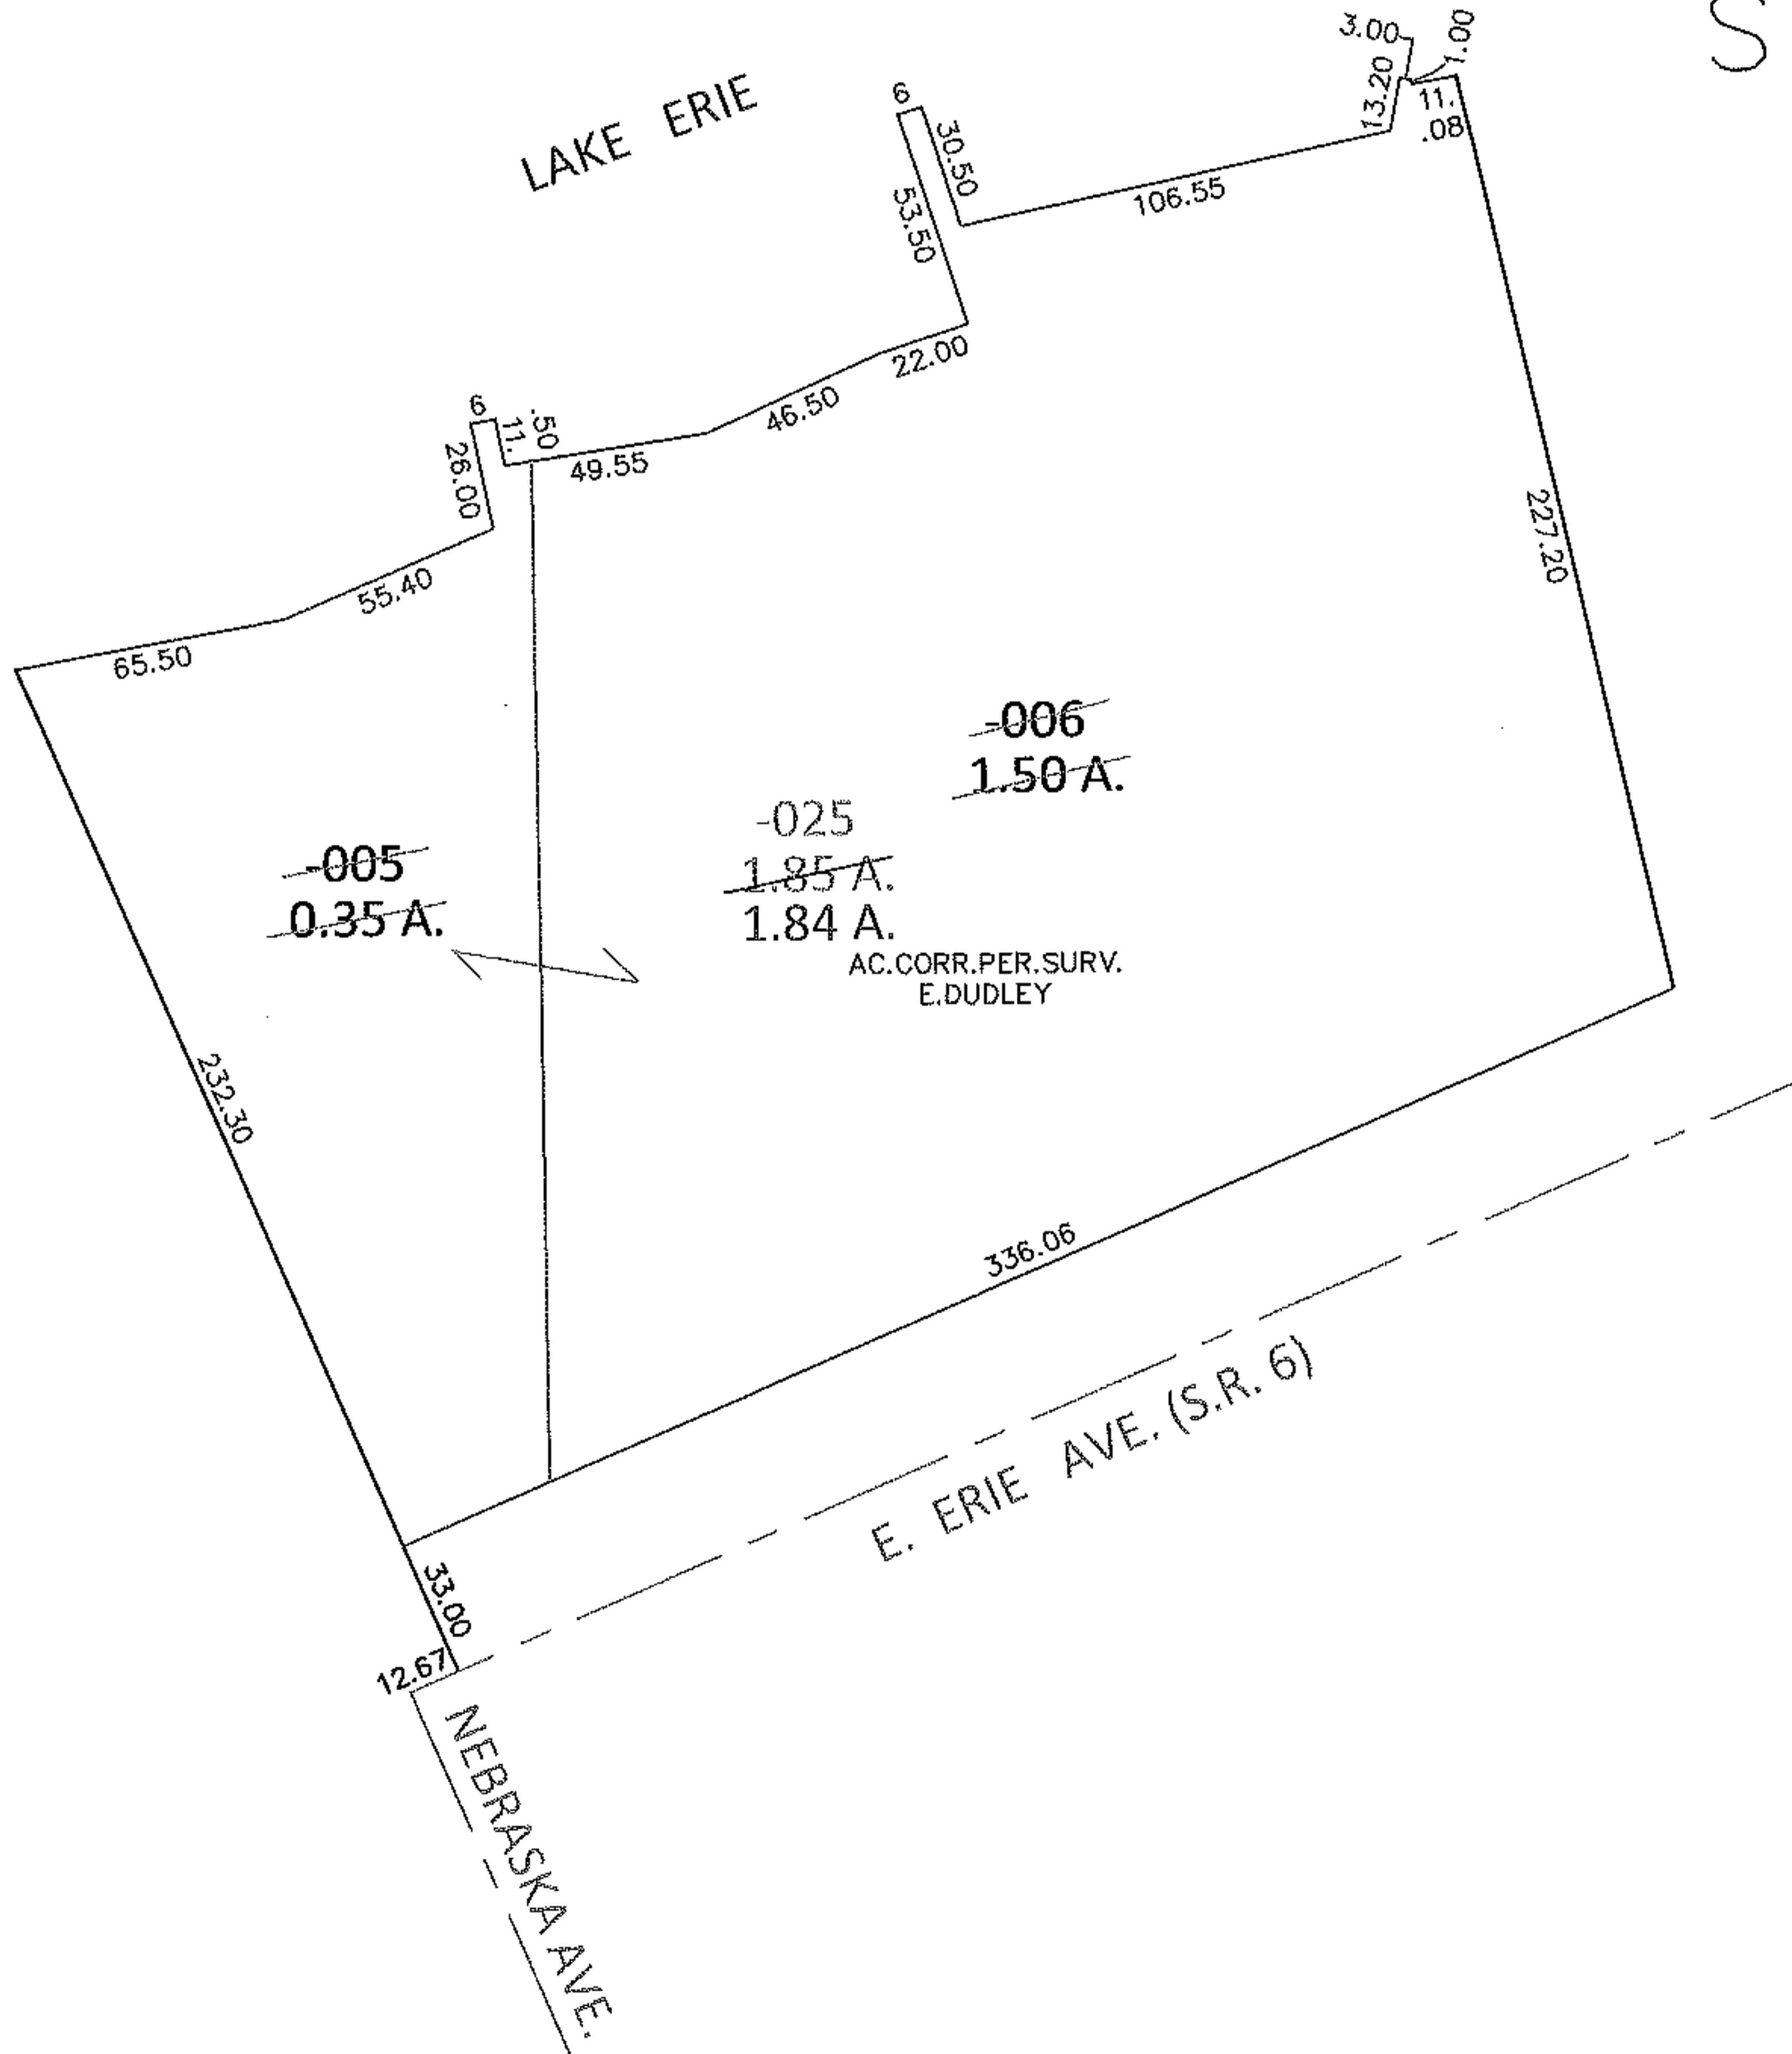 S
3.00
1.00
13.20
11.
.08
LAKE ERIE
6
30.50
53.50
106.55
22.00
46.50
6
11.
.50
26.00
49.55
55.40
65.50
227.20
-006
1.50 A.
-025
1.85 A.
1.84 A.
AC.CORR.PER.SURV.
E.DUDLEY
-005
0.35 A.
232.30
336.06
E. ERIE AVE. (S.R. 6)
33.00
12.67
NEBRASKA AVE.